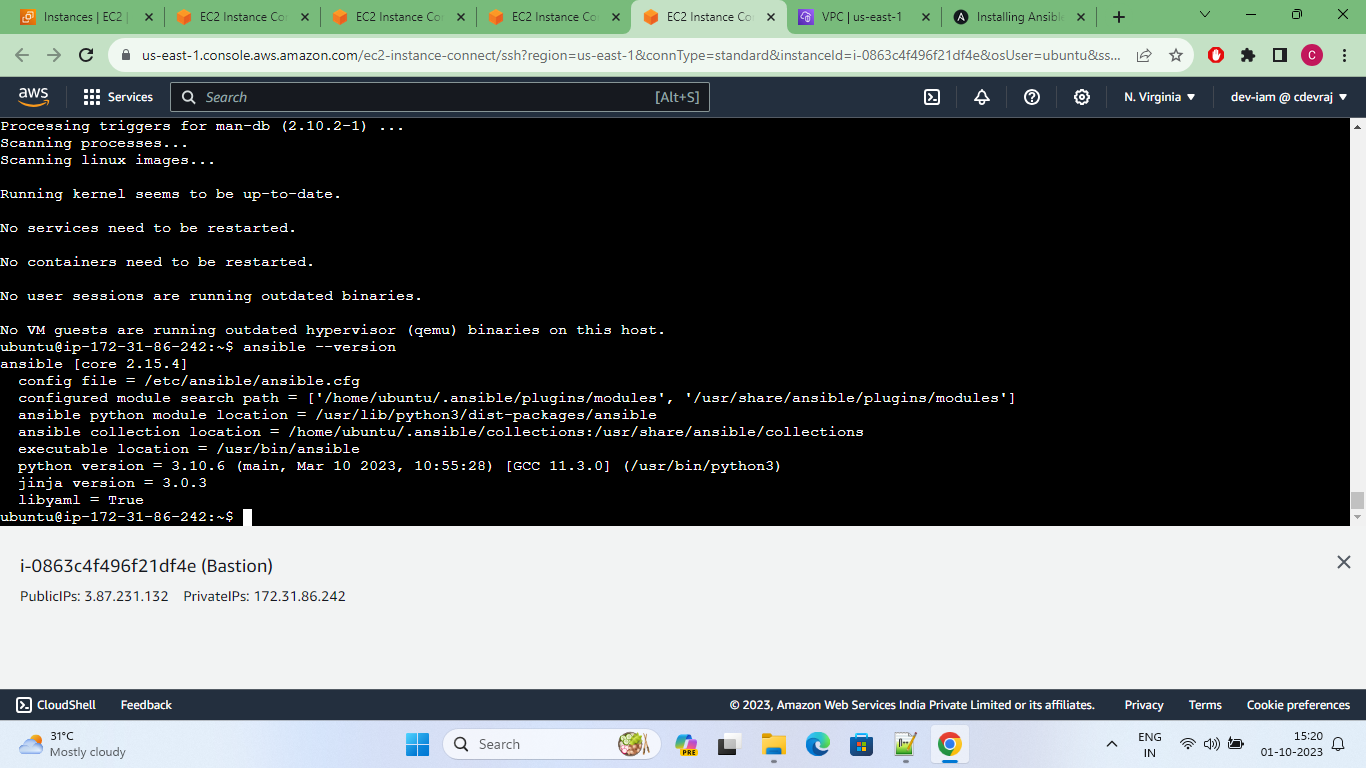 Instances | EC2 |
EC2 Instance Co
EC2 Instance Co
EC2 Instance Co
EC2 Instance Co
VPC | us-east-1
Installing Ansible
us-east-1.console.aws.amazon.com/ec2-instance-connect/ssh?region=us-east-1&connType=standard&instanceId=i-0863c4f496f21df4e&osUser=ubuntu&ss...
C
aws
Services
Search
[Alt+S]
N. Virginia
dev-iam @ cdevraj
Processing triggers for man-db (2.10.2-1) ...
Scanning processes...
Scanning linux images...
Running kernel seems to be up-to-date.
No services need to be restarted.
No containers need to be restarted.
No user sessions are running outdated binaries.
No VM guests are running outdated hypervisor (qemu) binaries on this host.
ubuntu@ip-172-31-86-242:~$ ansible --version
ansible [core 2.15.4]
  config file = /etc/ansible/ansible.cfg
  configured module search path = ['/home/ubuntu/.ansible/plugins/modules', '/usr/share/ansible/plugins/modules']
  ansible python module location = /usr/lib/python3/dist-packages/ansible
  ansible collection location = /home/ubuntu/.ansible/collections:/usr/share/ansible/collections
  executable location = /usr/bin/ansible
  python version = 3.10.6 (main, Mar 10 2023, 10:55:28) [GCC 11.3.0] (/usr/bin/python3)
  jinja version = 3.0.3
  libyaml = True
ubuntu@ip-172-31-86-242:~$
i-0863c4f496f21df4e (Bastion)
PublicIPs: 3.87.231.132 PrivateIPs: 172.31.86.242
CloudShell
Feedback
© 2023, Amazon Web Services India Private Limited or its affiliates.
Privacy
Terms
Cookie preferences
31°C
Mostly cloudy
Search
PRE
ENG
IN
15:20
01-10-2023